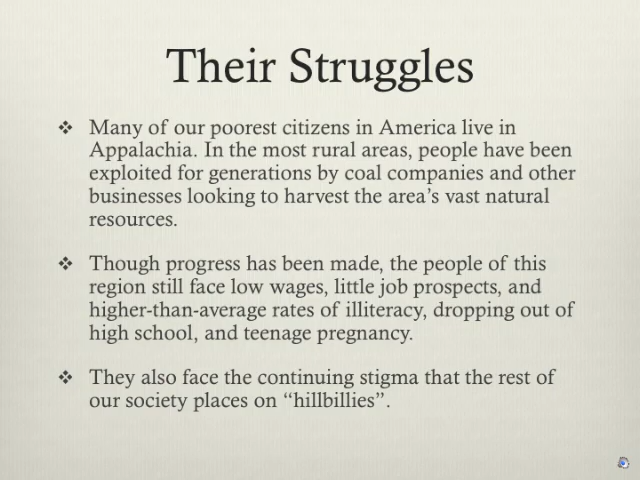 Their Struggles
❖ Many of our poorest citizens in America live in
Appalachia. In the most rural areas, people have been
exploited for generations by coal companies and other
businesses looking to harvest the area’s vast natural
resources.
❖ Though progress has been made, the people of this
region still face low wages, little job prospects, and
higher-than-average rates of illiteracy, dropping out of
high school, and teenage pregnancy.
❖ They also face the continuing stigma that the rest of
our society places on “hillbillies”.